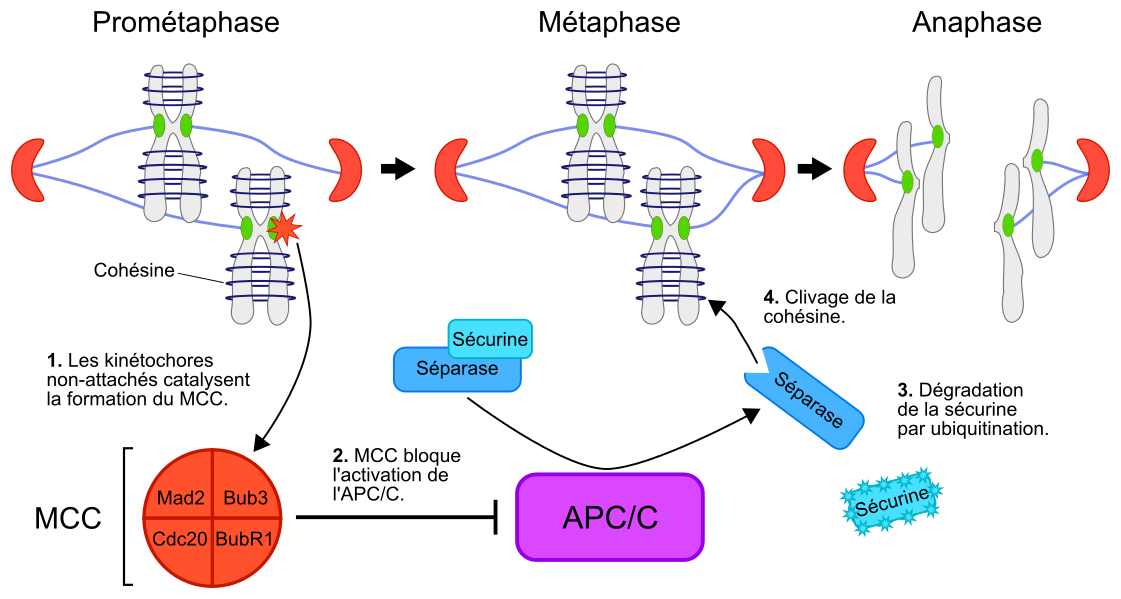 Prométaphase
Métaphase
Anaphase
Cohésine
1. Les kinétochores
non-attachés catalysent
la formation du MCC.
Sécurine
Séparase
4. Clivage de la
cohésine.
Séparase
3. Dégradation
de la sécurine
par ubiquitination.
2. MCC bloque
l'activation de
l'APC/C.
MCC
Mad2
Bub3
Cdc20
BubR1
APC/C
Sécurine